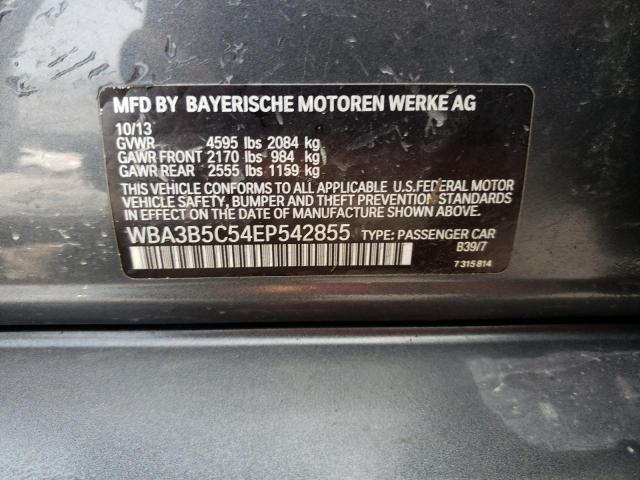 MFD BY BAYERISCHE MOTOREN WERKE AG
10/13
GVWR 4595 lbs 2084 kg
GAWR FRONT 2170 lbs 984 kg
GAWR REAR 2555 lbs 1159 kg
THIS VEHICLE CONFORMS TO ALL APPLICABLE U.S.FEDERAL MOTOR
VEHICLE SAFETY, BUMPER AND THEFT PREVENTION STANDARDS
IN EFFECT ON THE DATE OF MANUFACTURE SHOWN ABOVE.
WBA3B5C54EP542855 TYPE: PASSENGER CAR
B39/7
7 315 814